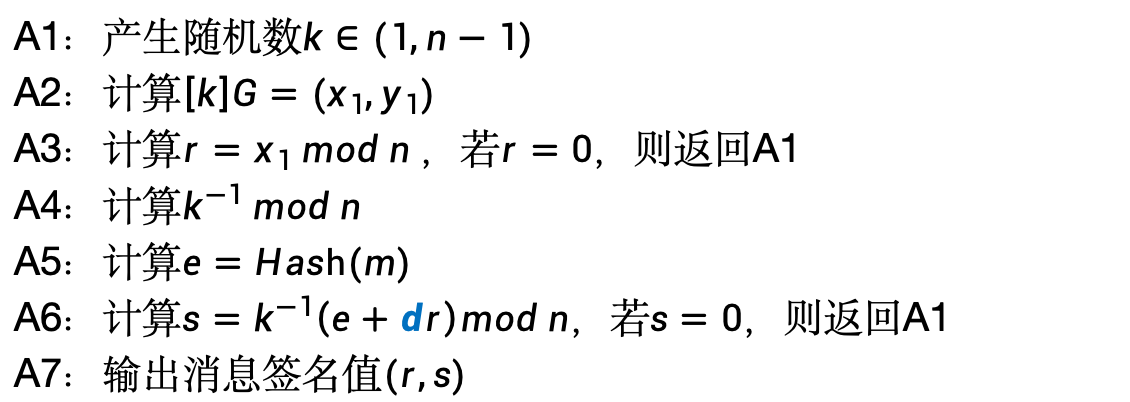 A1：产生随机数k ∈ (1, n − 1)
A2：计算[k]G = (x₁, y₁)
A3：计算r = x₁ mod n ，若r = 0，则返回A1
A4：计算k⁻¹ mod n
A5：计算e = Hash(m)
A6：计算s = k⁻¹(e + dr)mod n，若s = 0，则返回A1
A7：输出消息签名值(r, s)